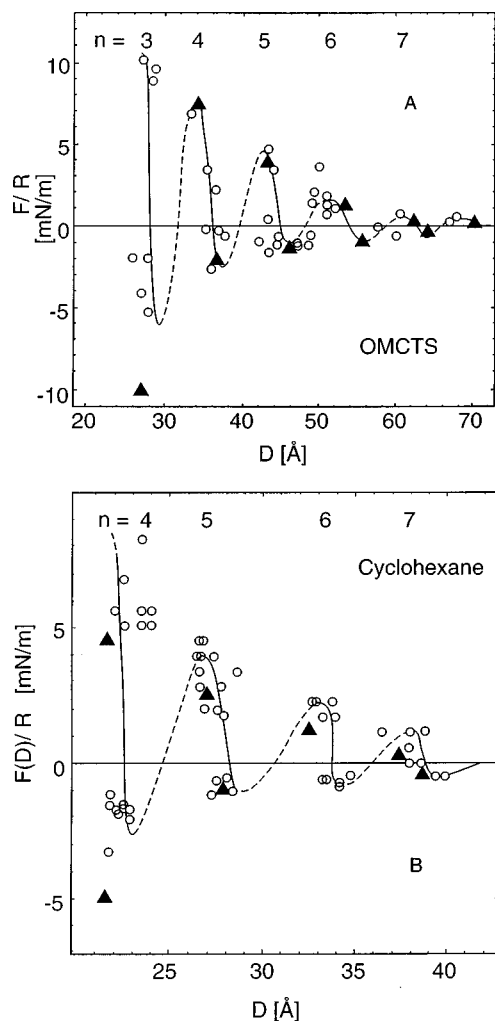 n = 3 4 5 6 7
A
10
5
0
-5
-10
F/ R
[mN/m]
OMCTS
20 30 40 50 60 70
D [Å]
n = 4 5 6 7
Cyclohexane
5
0
-5
F(D)/ R [mN/m]
B
25 30 35 40
D [Å]